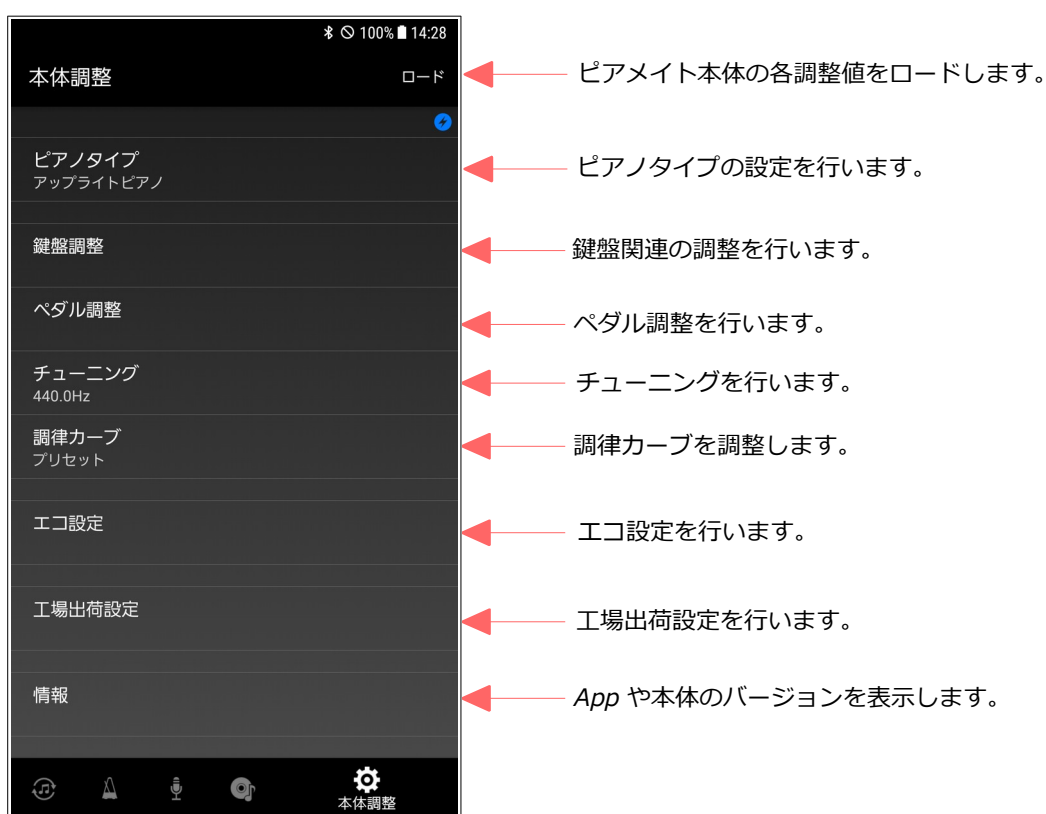 100% 14:28
本体調整 ロード
ピアメイト本体の各調整値をロードします。
ピアノタイプ
アップライトピアノ
ピアノタイプの設定を行います。
鍵盤調整
鍵盤関連の調整を行います。
ペダル調整
ペダル調整を行います。
チューニング
440.0Hz
チューニングを行います。
調律カーブ
プリセット
調律カーブを調整します。
エコ設定
エコ設定を行います。
工場出荷設定
工場出荷設定を行います。
情報
App や本体のバージョンを表示します。
本体調整